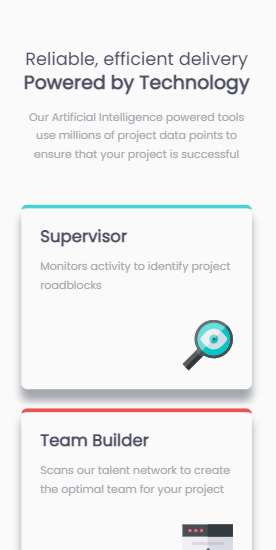 Reliable, efficient delivery
Powered by Technology
Our Artificial Intelligence powered tools
use millions of project data points to
ensure that your project is successful
Supervisor
Monitors activity to identify project
roadblocks
Team Builder
Scans our talent network to create
the optimal team for your project